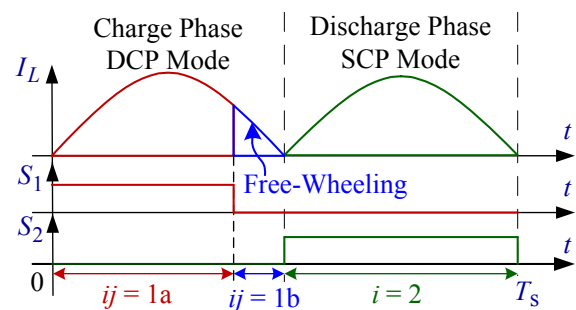 Charge Phase
DCP Mode
Discharge Phase
SCP Mode
I_L
t
Free-Wheeling
S_1
t
S_2
t
0
ij = 1a
ij = 1b
i = 2
T_s